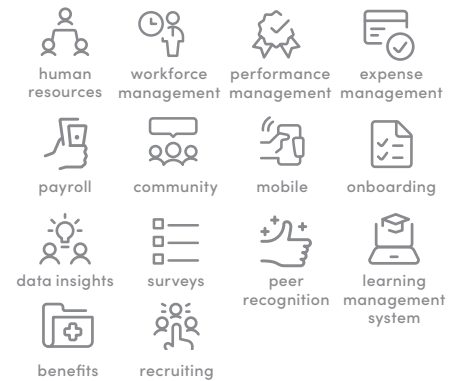 human
resources
workforce
management
performance
management
expense
management
payroll
community
mobile
onboarding
data insights
surveys
peer
recognition
learning
management
system
benefits
recruiting